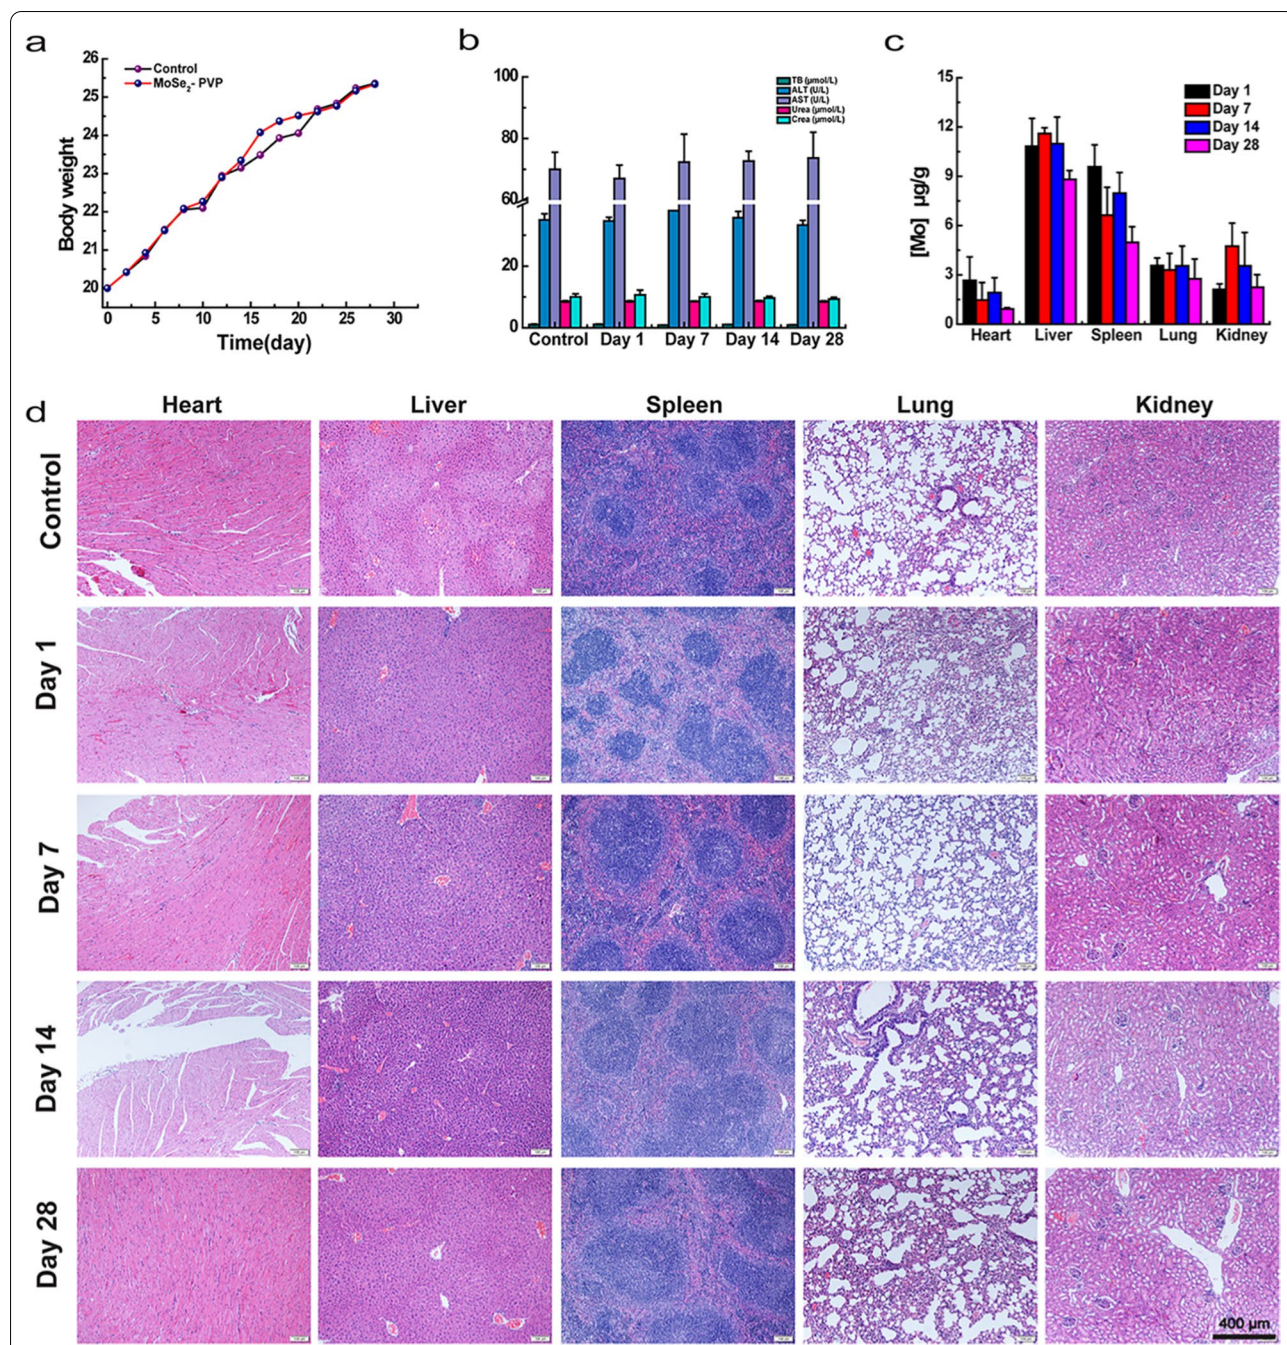 a
26
25
24
23
22
21
20
Body weight
Control
MoSe₂- PVP
0 5 10 15 20 25 30
Time(day)
b
100
80
60
20
0
TB (µmol/L)
ALT (U/L)
AST (U/L)
Urea (µmol/L)
Crea (µmol/L)
Control Day 1 Day 7 Day 14 Day 28
c
15
12
9
6
3
0
[Mo] µg/g
Day 1
Day 7
Day 14
Day 28
Heart Liver Spleen Lung Kidney
d
Heart Liver Spleen Lung Kidney
Control
Day 1
Day 7
Day 14
Day 28
400 µm